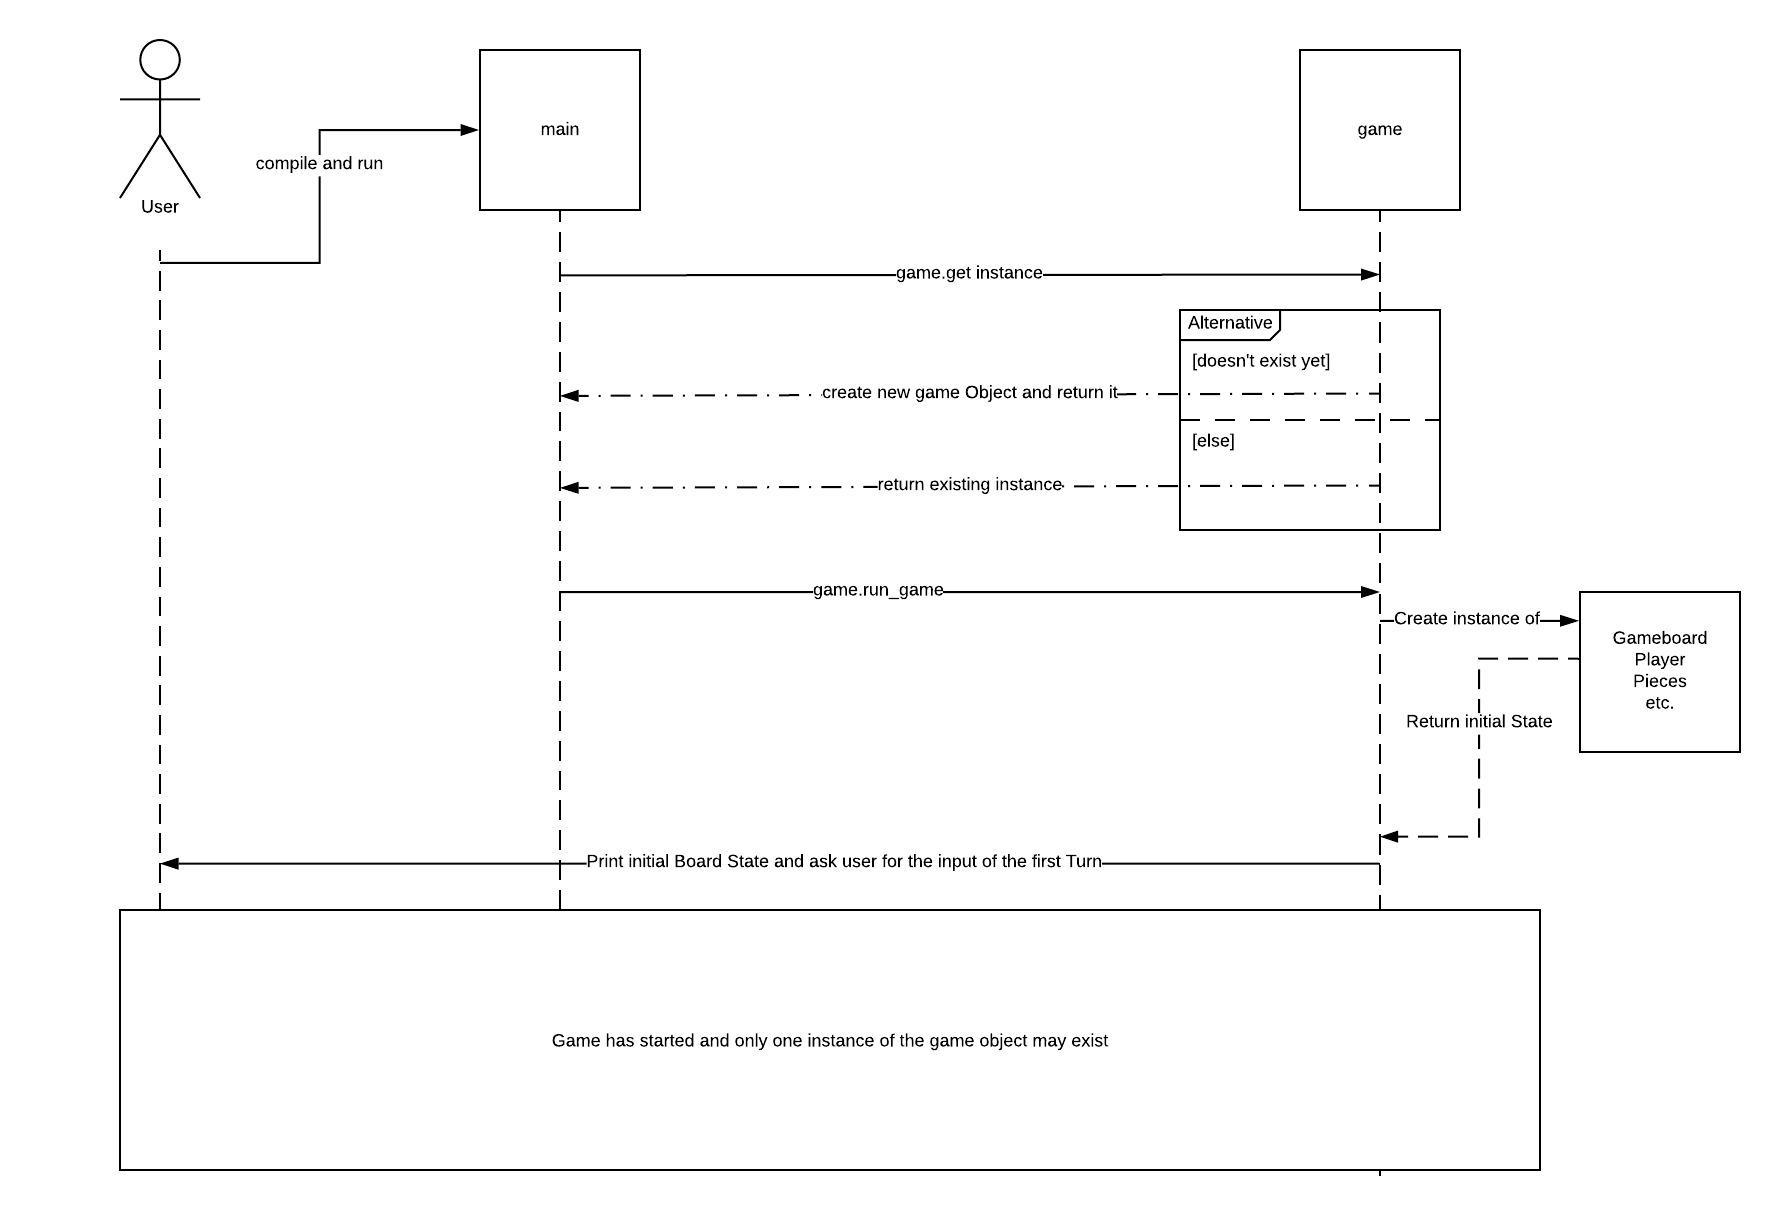 main
game
compile and run
User
game.get instance
Alternative
[doesn't exist yet]
create new game Object and return it
[else]
return existing instance
game.run_game
Create instance of
Gameboard
Player
Pieces
etc.
Return initial State
Print initial Board State and ask user for the input of the first Turn
Game has started and only one instance of the game object may exist